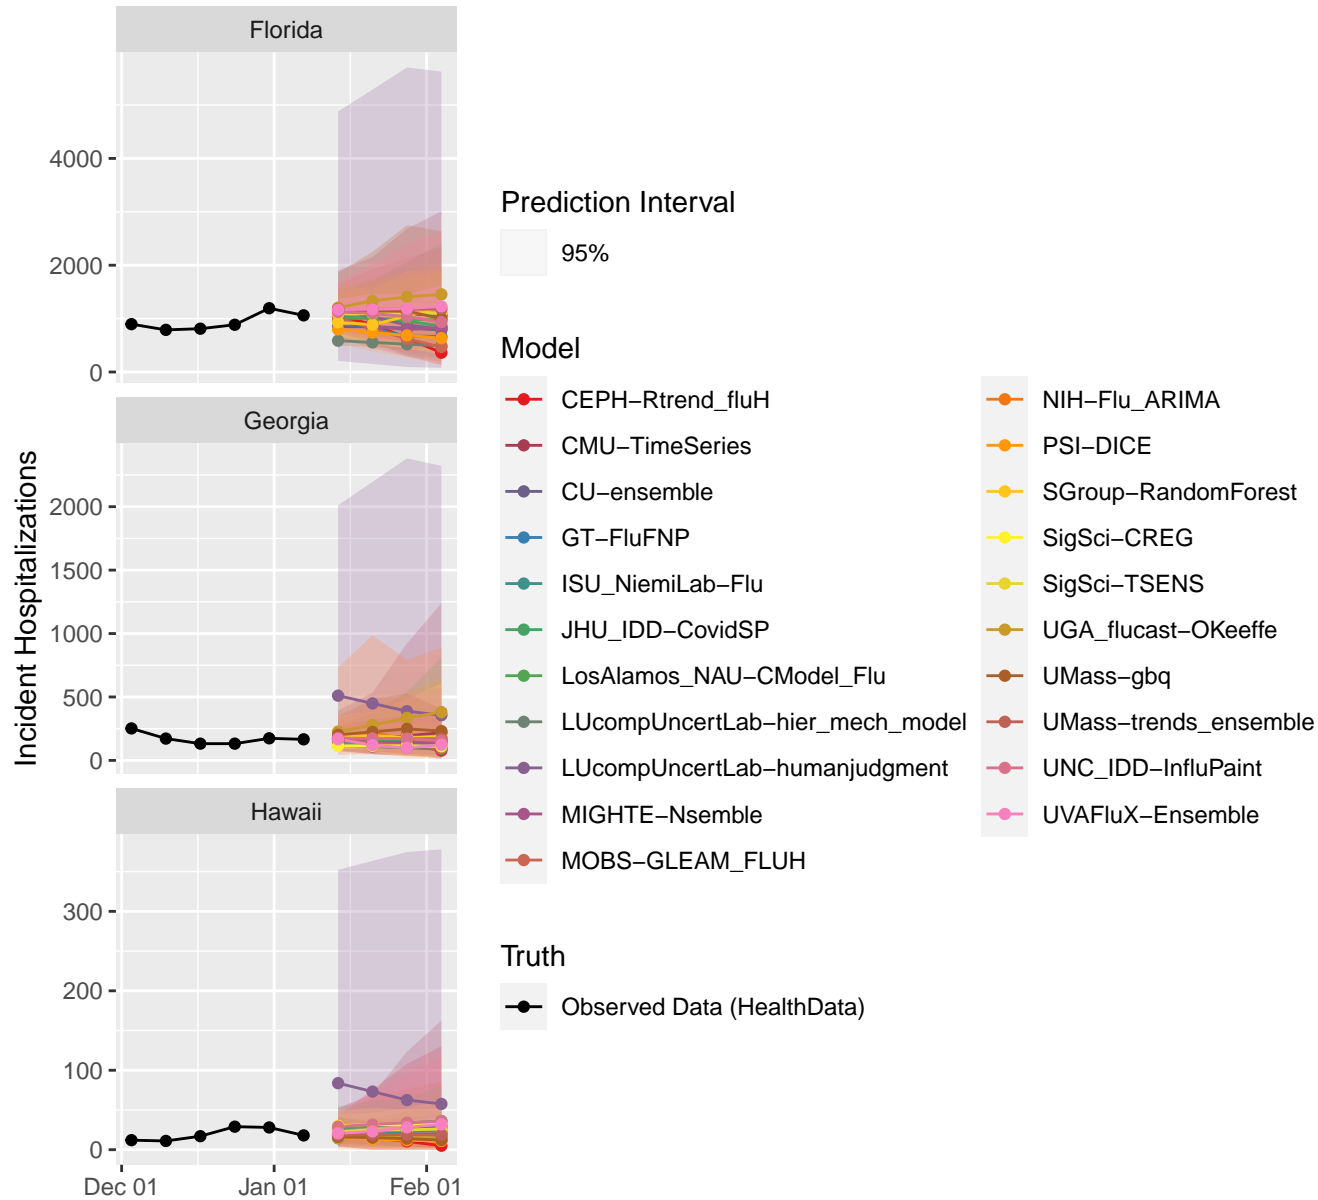 Florida
4000
2000
0
Georgia
2000
1500
1000
500
0
Hawaii
300
200
100
0
Dec 01
Jan 01
Feb 01
Incident Hospitalizations
Prediction Interval
95%
Model
CEPH−Rtrend_fluH
CMU−TimeSeries
CU−ensemble
GT−FluFNP
ISU_NiemiLab−Flu
JHU_IDD−CovidSP
LosAlamos_NAU−CModel_Flu
LUcompUncertLab−hier_mech_model
LUcompUncertLab−humanjudgment
MIGHTE−Nsemble
MOBS−GLEAM_FLUH
NIH−Flu_ARIMA
PSI−DICE
SGroup−RandomForest
SigSci−CREG
SigSci−TSENS
UGA_flucast−OKeeffe
UMass−gbq
UMass−trends_ensemble
UNC_IDD−InfluPaint
UVAFluX−Ensemble
Truth
Observed Data (HealthData)